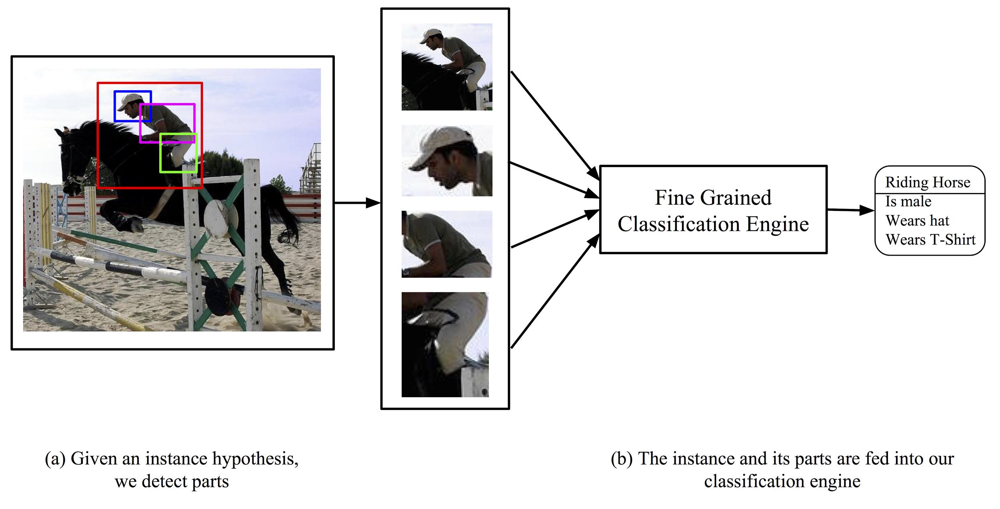 Fine Grained
Classification Engine
Riding Horse
Is male
Wears hat
Wears T-Shirt
(a) Given an instance hypothesis,
we detect parts
(b) The instance and its parts are fed into our
classification engine